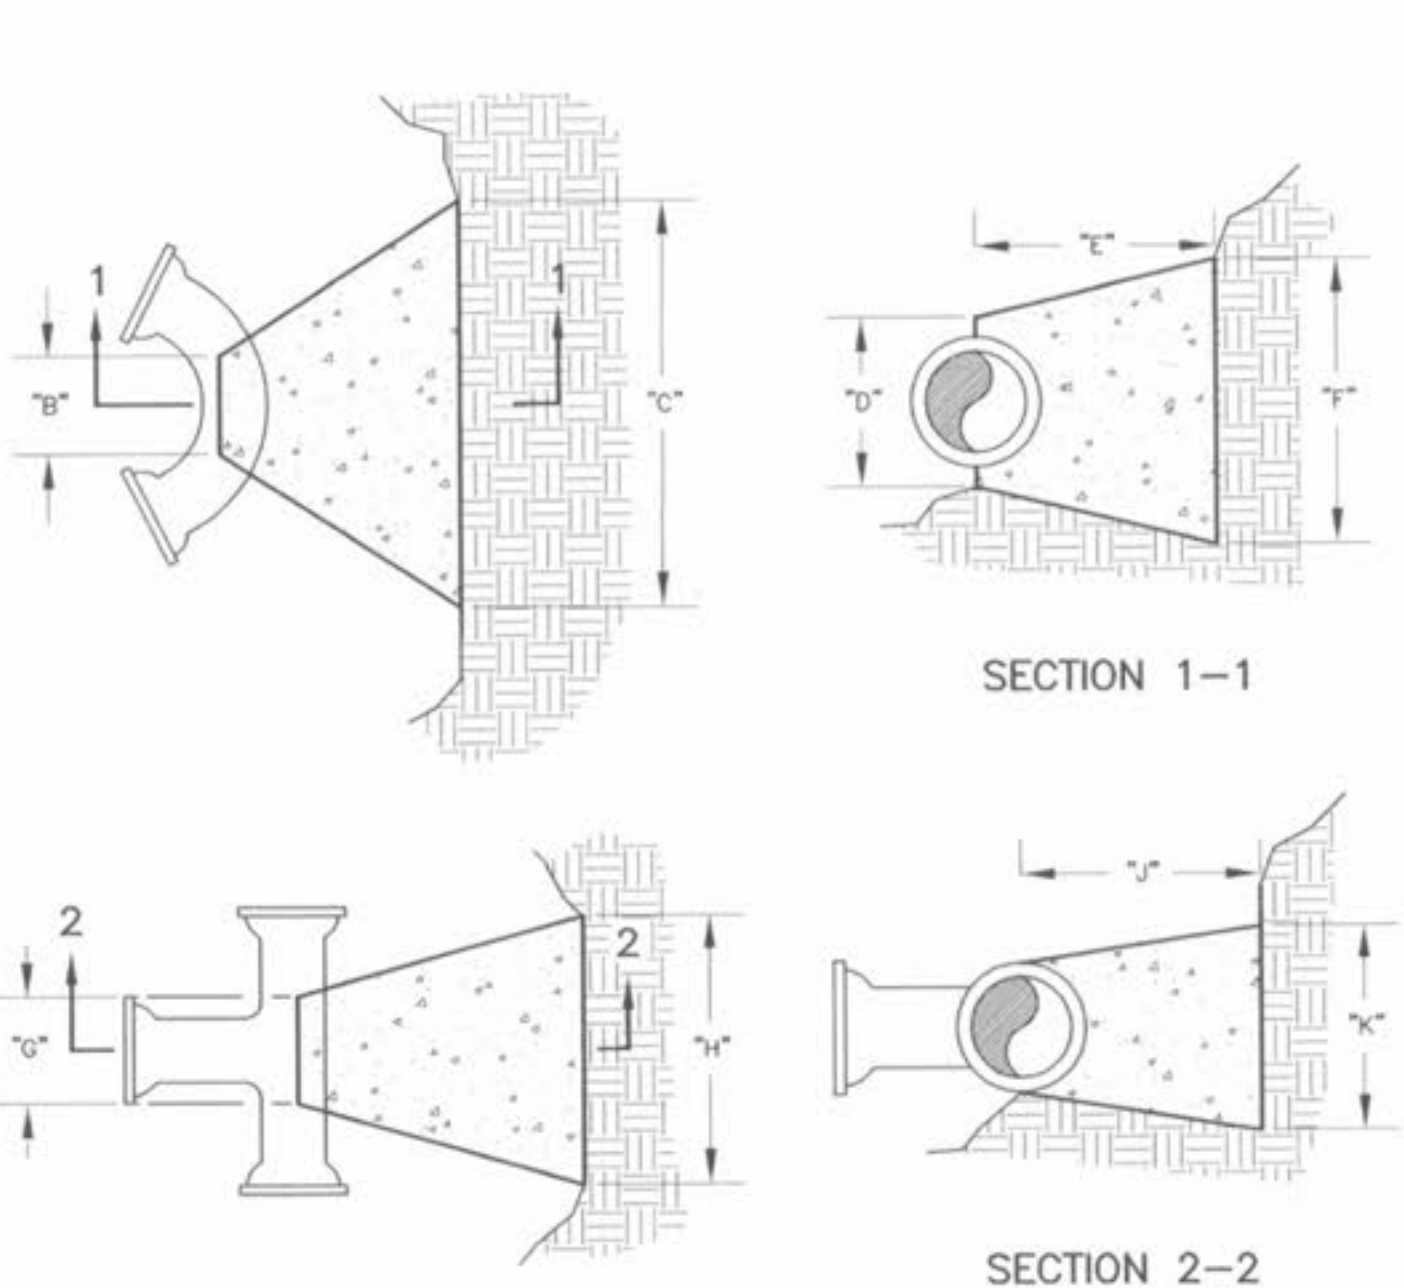 1
1
"B"
"C"
"E"
"D"
"F"
SECTION 1-1
2
2
"G"
"H"
"J"
"K"
SECTION 2-2